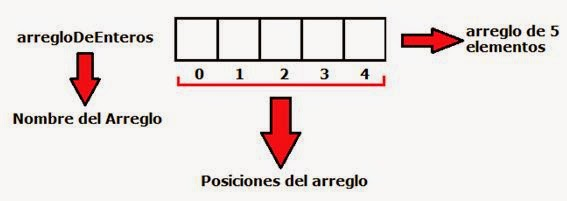 arregloDeEnteros
arreglo de 5
elementos
0 1 2 3 4
Nombre del Arreglo
Posiciones del arreglo